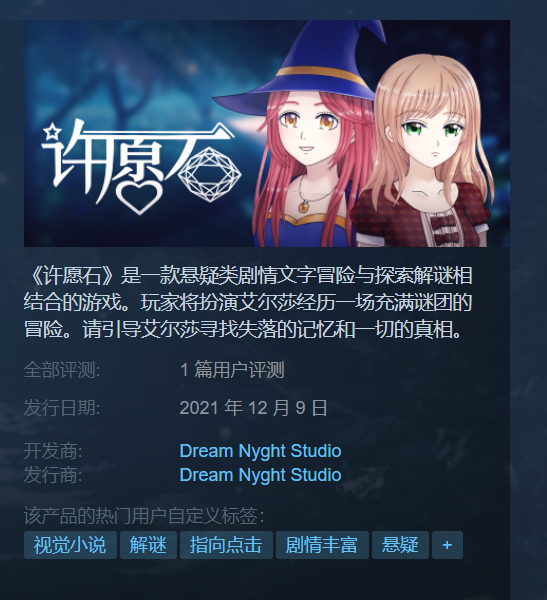 许愿石
《许愿石》是一款悬疑类剧情文字冒险与探索解谜相
结合的游戏。玩家将扮演艾尔莎经历一场充满谜团的
冒险。请引导艾尔莎寻找失落的记忆和一切的真相。
全部评测: 1 篇用户评测
发行日期: 2021 年 12 月 9 日
开发商: Dream Nyght Studio
发行商: Dream Nyght Studio
该产品的热门用户自定义标签:
视觉小说 解谜 指向点击 剧情丰富 悬疑 +